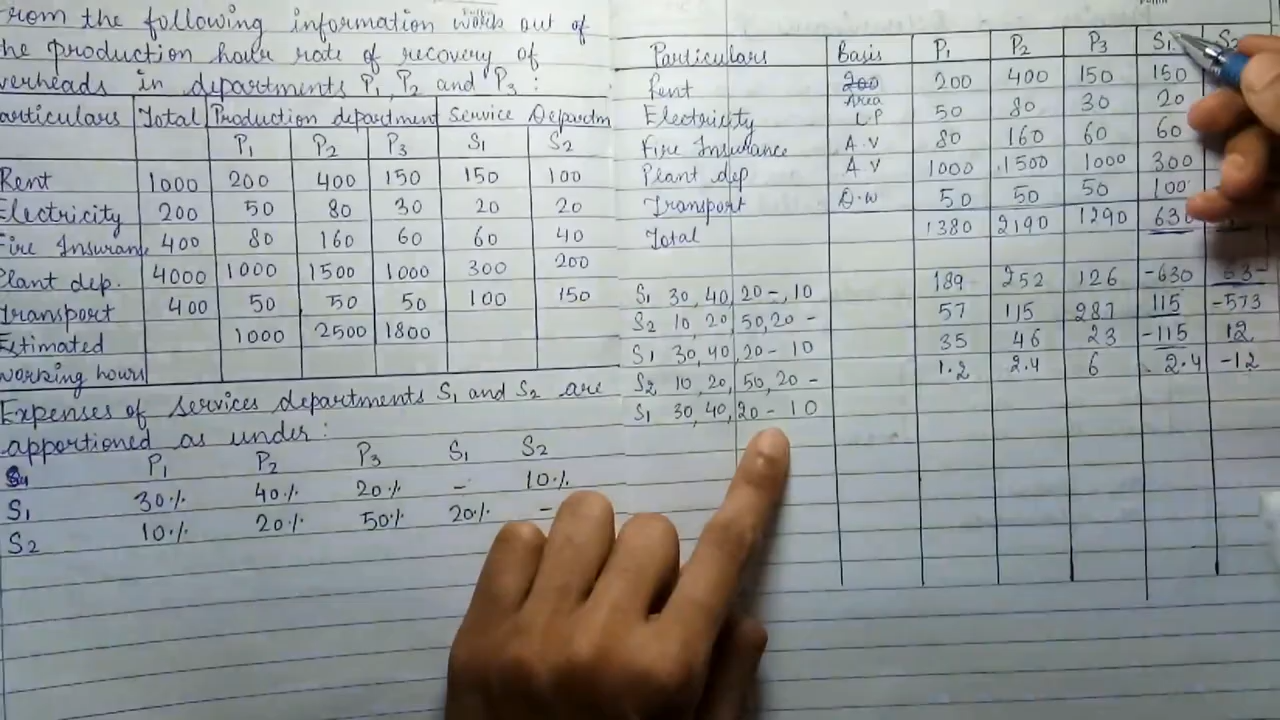 From the following information work out of
the production hour rate of recovery of
overheads in departments P1, P2 and P3 :
Particulars Total Production department Service Departm
P1 P2 P3 S1 S2
Rent 1000 200 400 150 150 100
Electricity 200 50 80 30 20 20
Fire Insuran 400 80 160 60 60 40
Plant dep. 4000 1000 1500 1000 300 200
Transport 400 50 50 50 100 150
Estimated 1000 2500 1800
working hours
Expenses of services departments S1 and S2 are
apportioned as under :
P1 P2 P3 S1 S2
S1 30% 40% 20% - 10%
S2 10% 20% 50% 20% -
Particulars Basis P1 P2 P3 S1 S2
Rent Area 200 400 150 150
Electricity L.P 50 80 30 20
Fire Insurance A.V 80 160 60 60
Plant dep A.V 1000 1500 1000 300
Transport D.W 50 50 50 100
Total 1380 2190 1290 630
S1 30, 40, 20 -, 10 189 252 126 -630 63
S2 10 20, 50, 20 - 57 115 287 115 -573
S1 30, 40, 20 - 10 35 46 23 -115 12
S2 10, 20, 50, 20 - 1.2 2.4 6 2.4 -12
S1 30, 40, 20 - 10